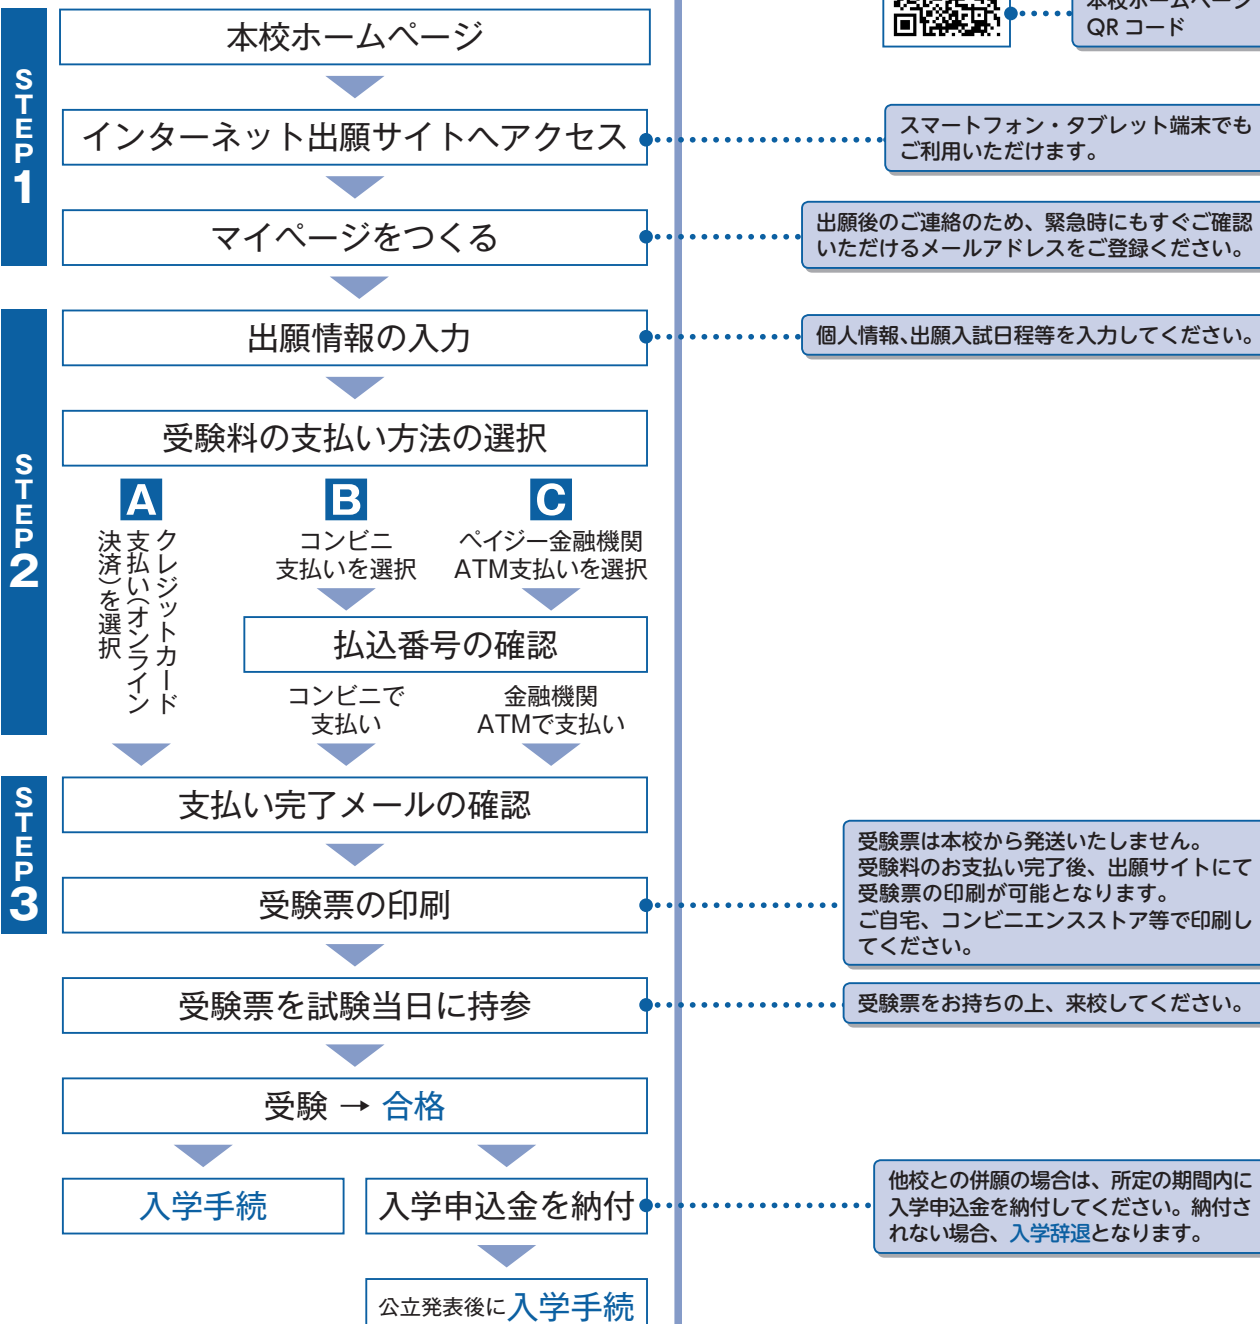 本校ホームページ
QR コード
STEP1
本校ホームページ
インターネット出願サイトへアクセス
スマートフォン・タブレット端末でも
ご利用いただけます。
マイページをつくる
出願後のご連絡のため、緊急時にもすぐご確認
いただけるメールアドレスをご登録ください。
STEP2
出願情報の入力
個人情報、出願入試日程等を入力してください。
受験料の支払い方法の選択
A
クレジットカード
支払い(オンライン
決済)を選択
B
コンビニ
支払いを選択
C
ペイジー金融機関
ATM支払いを選択
払込番号の確認
コンビニで
支払い
金融機関
ATMで支払い
STEP3
支払い完了メールの確認
受験票の印刷
受験票は本校から発送いたしません。
受験料のお支払い完了後、出願サイトにて
受験票の印刷が可能となります。
ご自宅、コンビニエンスストア等で印刷し
てください。
受験票を試験当日に持参
受験票をお持ちの上、来校してください。
受験 → 合格
入学手続
入学申込金を納付
他校との併願の場合は、所定の期間内に
入学申込金を納付してください。納付さ
れない場合、入学辞退となります。
公立発表後に入学手続